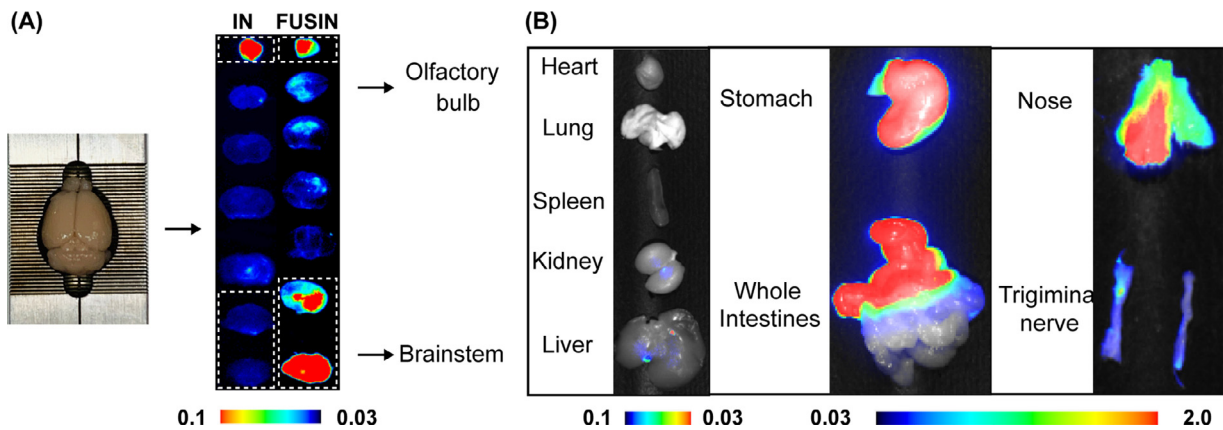 (A)
IN FUSIN
Olfactory
bulb
Brainstem
0.1 0.03
(B)
Heart
Lung
Spleen
Kidney
Liver
0.1 0.03
Stomach
Whole
Intestines
Nose
Trigimina
nerve
0.03 2.0